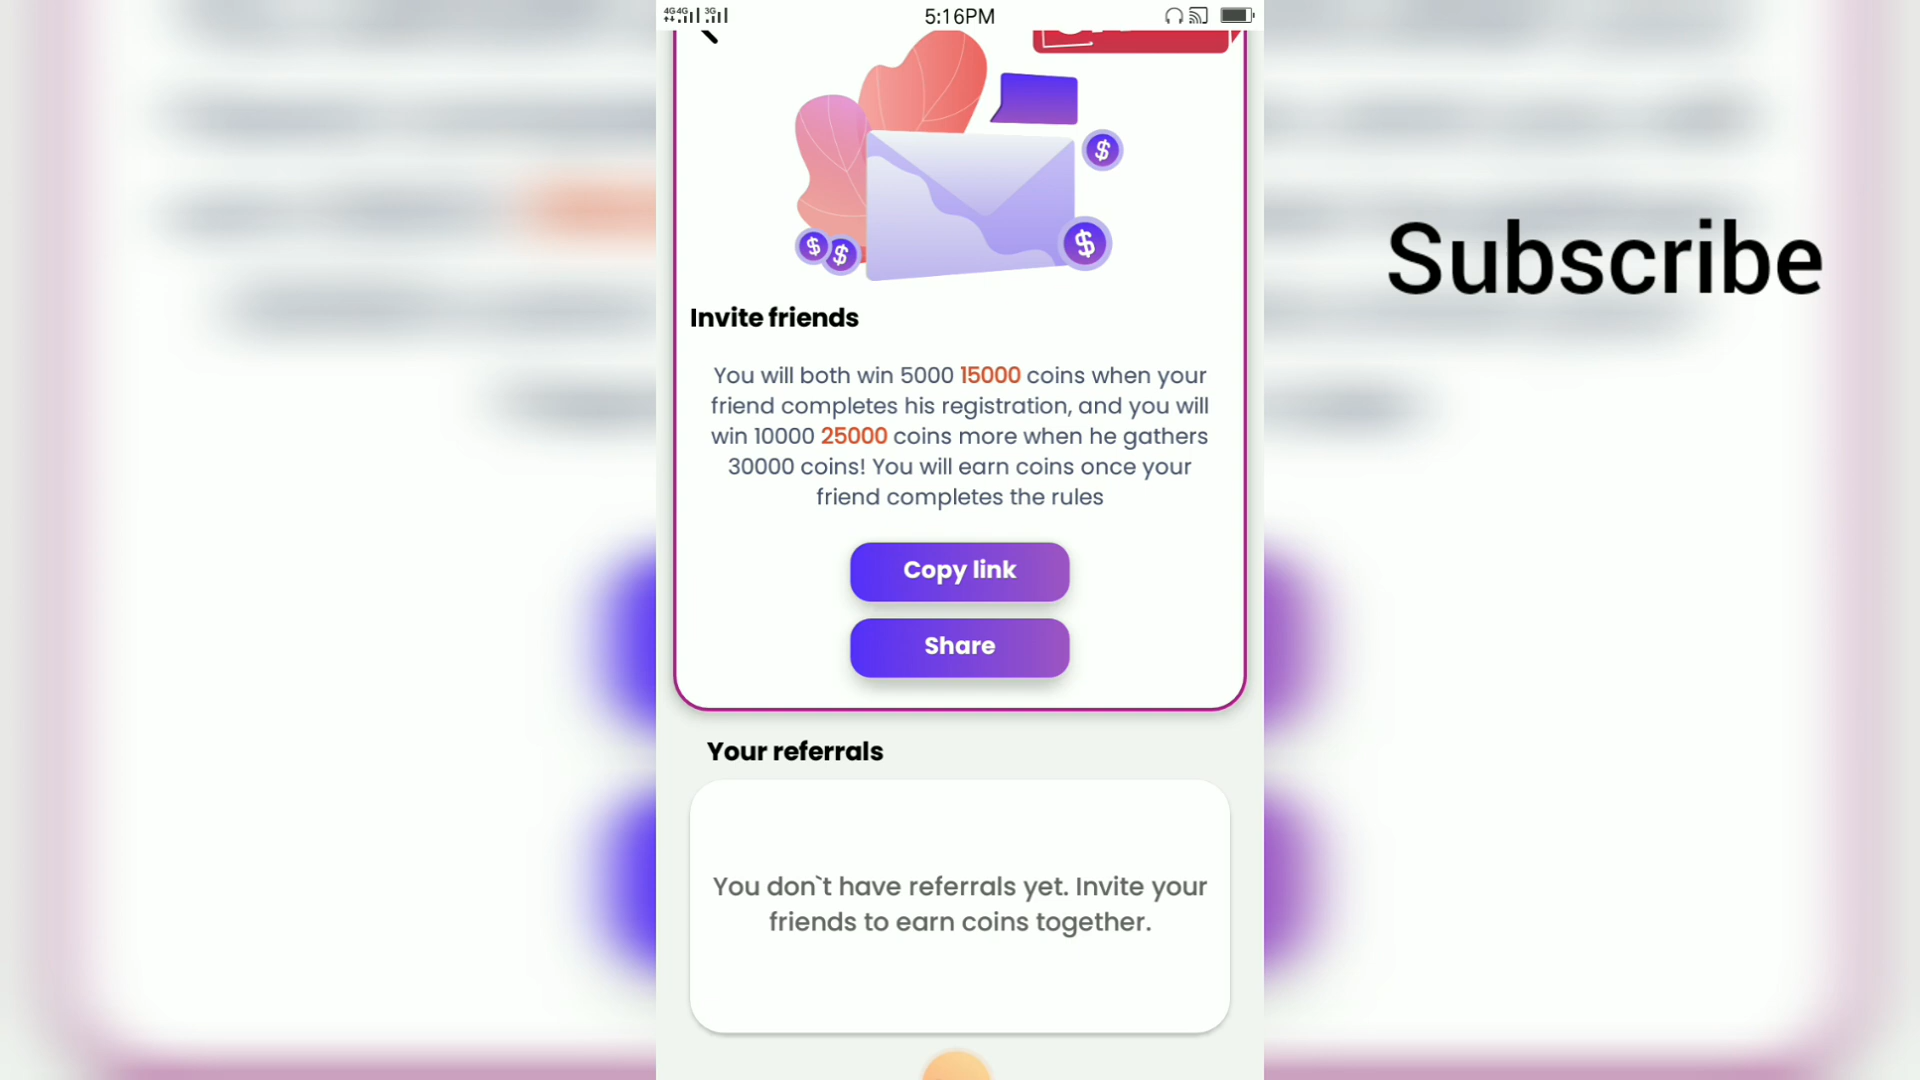 4G4G 3G 5:16PM
$
$
$ $
Subscribe
Invite friends
You will both win 5000 15000 coins when your
friend completes his registration, and you will
win 10000 25000 coins more when he gathers
30000 coins! You will earn coins once your
friend completes the rules
Copy link
Share
Your referrals
You don`t have referrals yet. Invite your
friends to earn coins together.